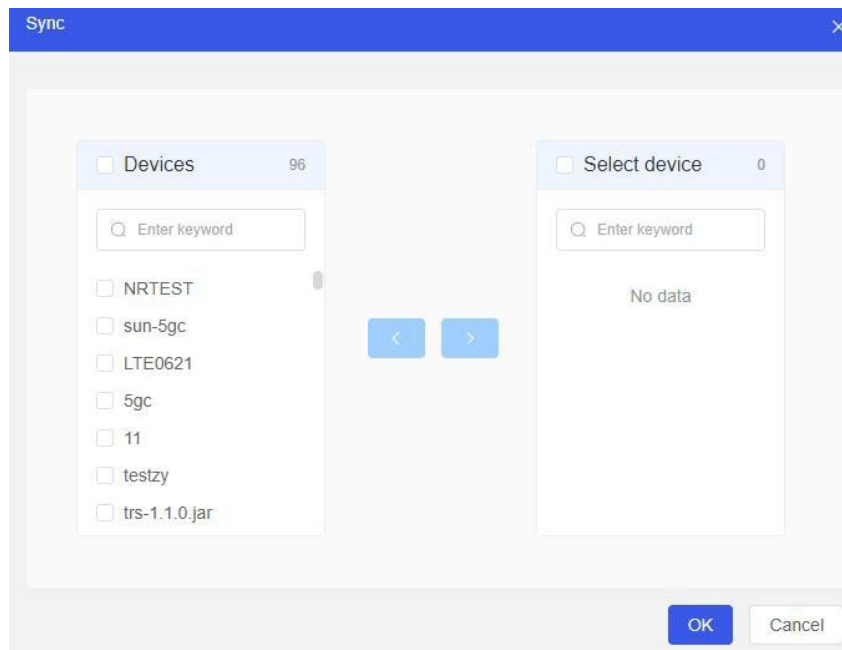 Sync
Devices 96
Enter keyword
NRTEST
sun-5gc
LTE0621
5gc
11
testzy
trs-1.1.0.jar
Select device 0
Enter keyword
No data
OK
Cancel